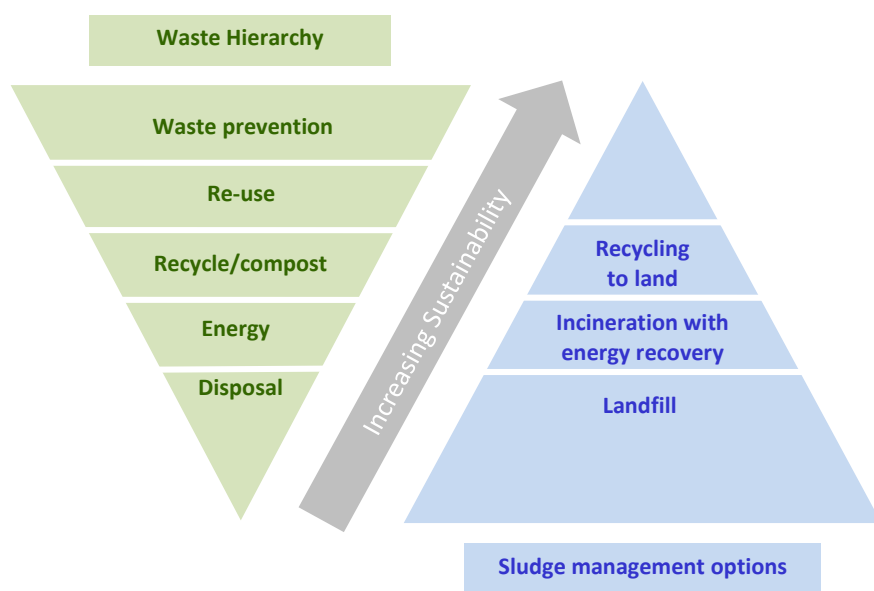 Waste Hierarchy
Waste prevention
Re-use
Recycle/compost
Energy
Disposal
Increasing Sustainability
Recycling
to land
Incineration with
energy recovery
Landfill
Sludge management options